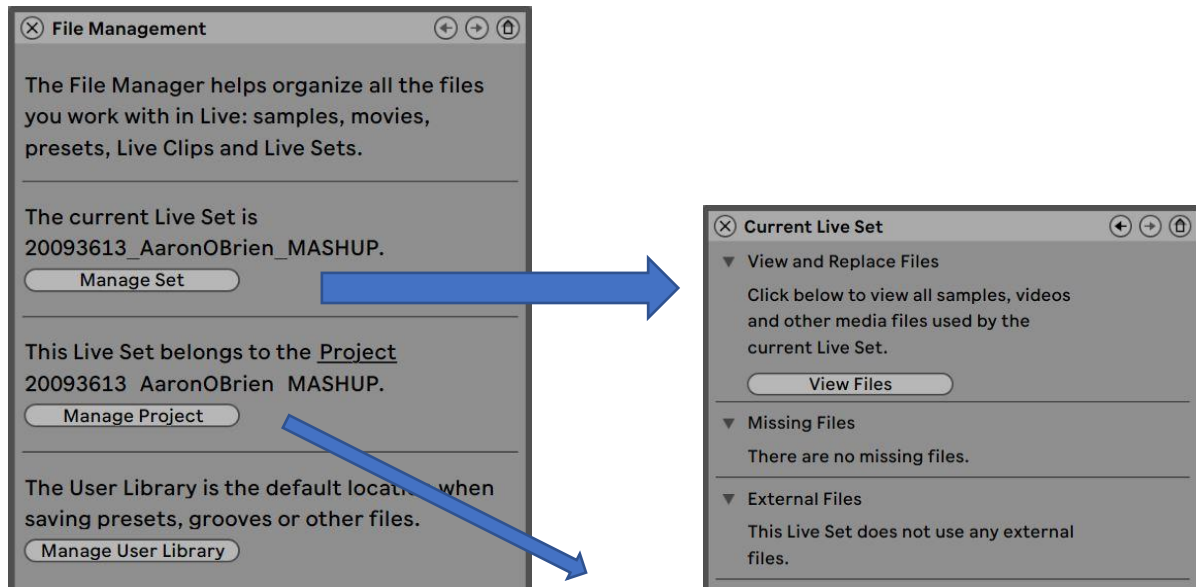 File Management
The File Manager helps organize all the files
you work with in Live: samples, movies,
presets, Live Clips and Live Sets.
The current Live Set is
20093613_AaronOBrien_MASHUP.
Manage Set
This Live Set belongs to the Project
20093613 AaronOBrien MASHUP.
Manage Project
The User Library is the default location when
saving presets, grooves or other files.
Manage User Library
Current Live Set
View and Replace Files
Click below to view all samples, videos
and other media files used by the
current Live Set.
View Files
Missing Files
There are no missing files.
External Files
This Live Set does not use any external
files.